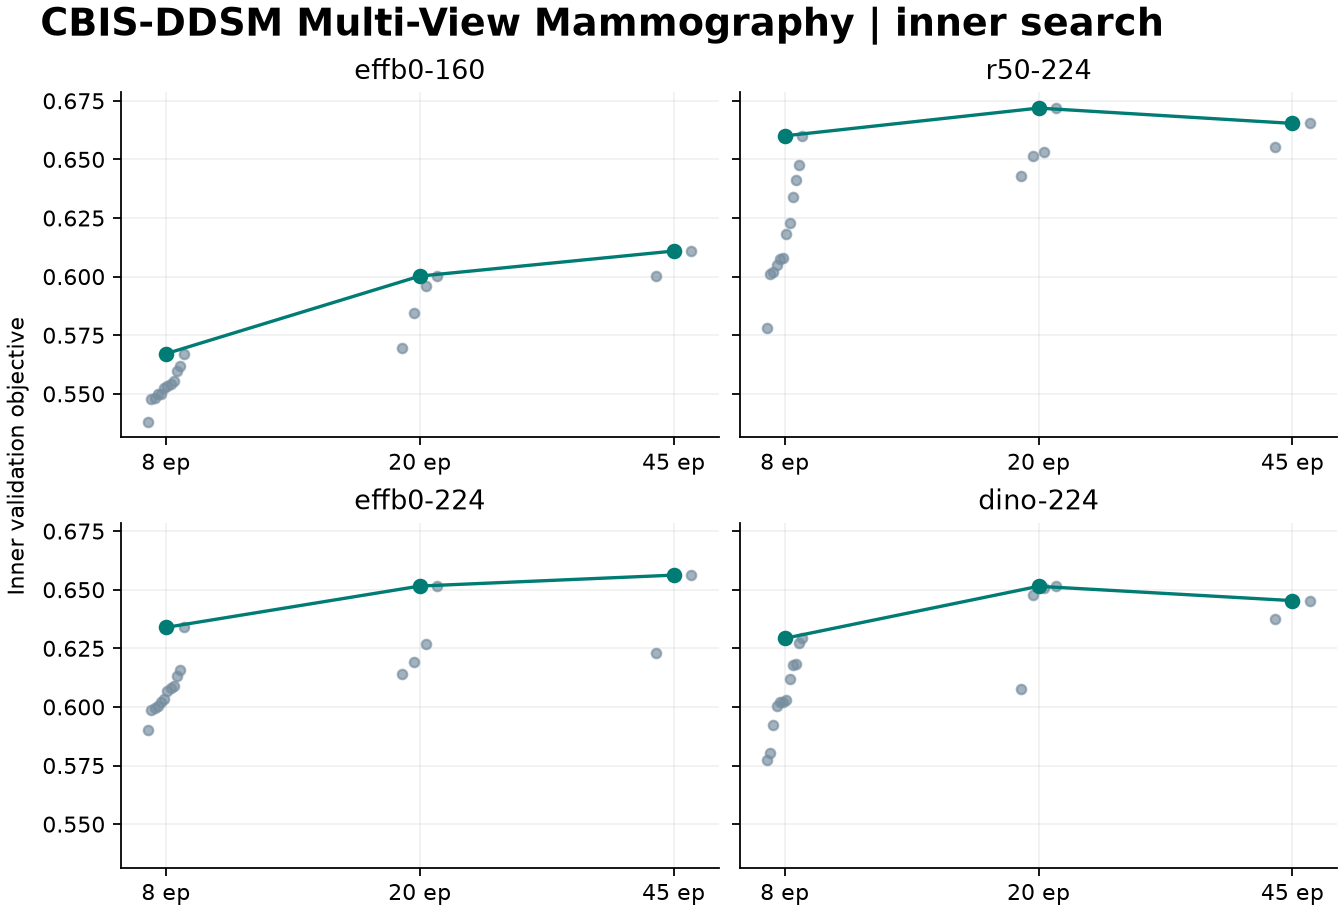 CBIS-DDSM Multi-View Mammography | inner search
effb0-160
r50-224
0.675
0.650
0.625
0.600
0.575
0.550
8 ep
20 ep
45 ep
8 ep
20 ep
45 ep
Inner validation objective
effb0-224
dino-224
0.675
0.650
0.625
0.600
0.575
0.550
8 ep
20 ep
45 ep
8 ep
20 ep
45 ep